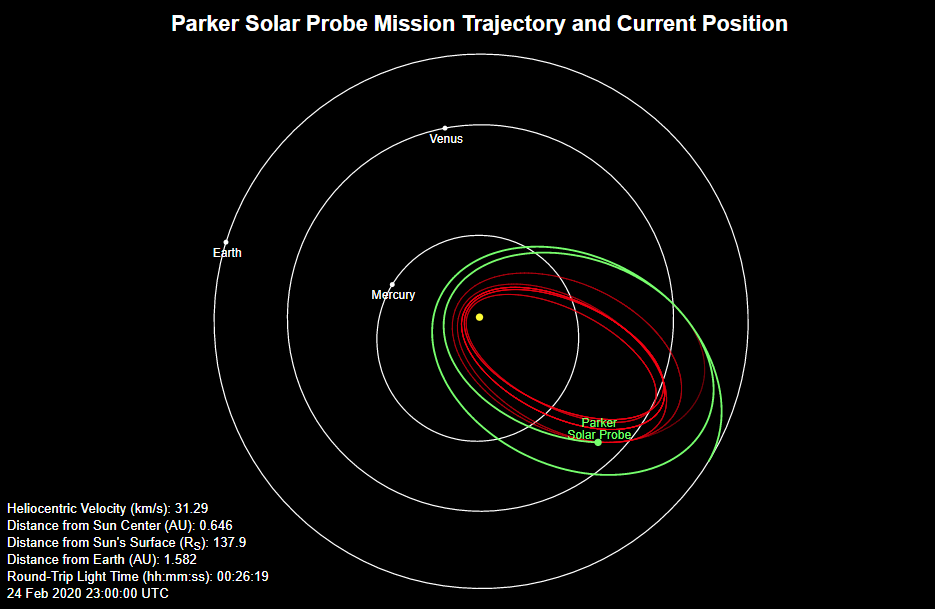 Parker Solar Probe Mission Trajectory and Current Position
Venus
Earth
Mercury
Parker
Solar Probe
Heliocentric Velocity (km/s): 31.29
Distance from Sun Center (AU): 0.646
Distance from Sun's Surface (RS): 137.9
Distance from Earth (AU): 1.582
Round-Trip Light Time (hh:mm:ss): 00:26:19
24 Feb 2020 23:00:00 UTC